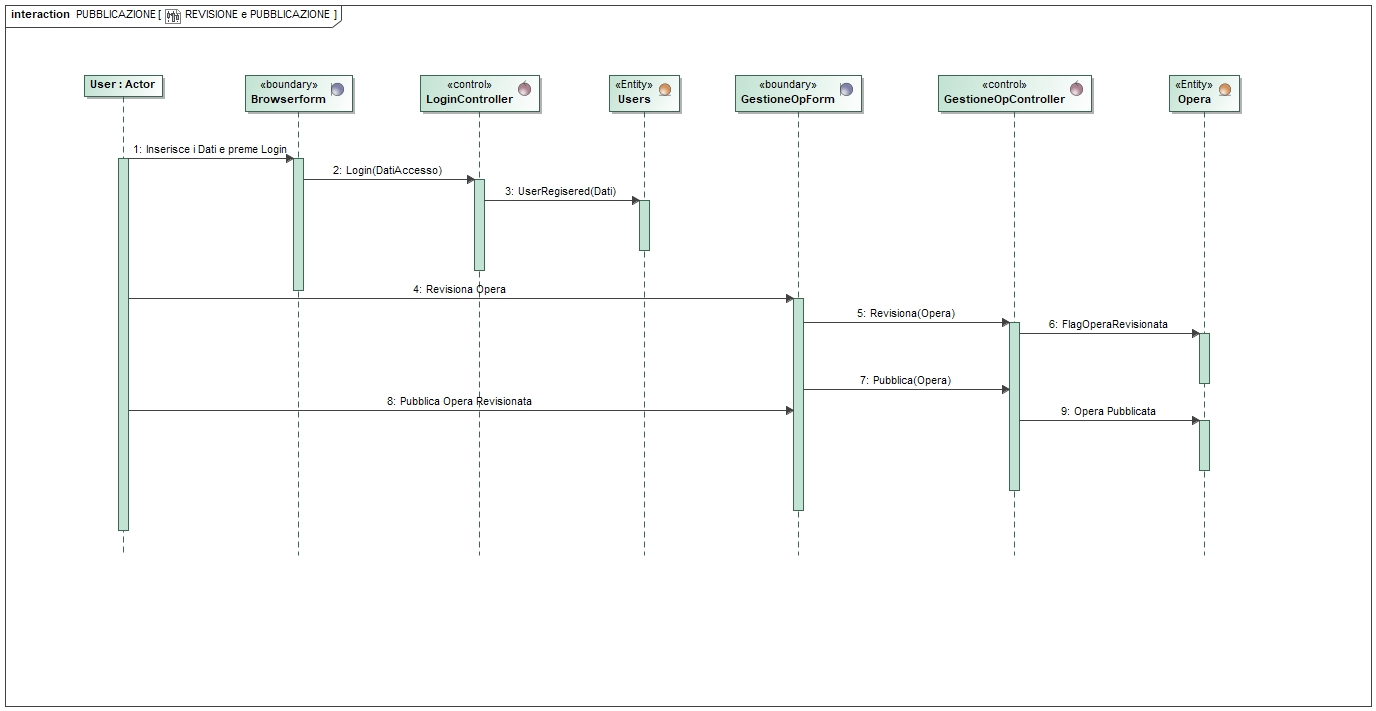 interaction PUBBLICAZIONE [ REVISIONE e PUBBLICAZIONE ]
User : Actor
«boundary»
Browserform
«control»
LoginController
«Entity»
Users
«boundary»
GestioneOpForm
«control»
GestioneOpController
«Entity»
Opera
1: Inserisce i Dati e preme Login
2: Login(DatiAccesso)
3: UserRegisered(Dati)
4: Revisiona Opera
5: Revisiona(Opera)
6: FlagOperaRevisionata
7: Pubblica(Opera)
8: Pubblica Opera Revisionata
9: Opera Pubblicata